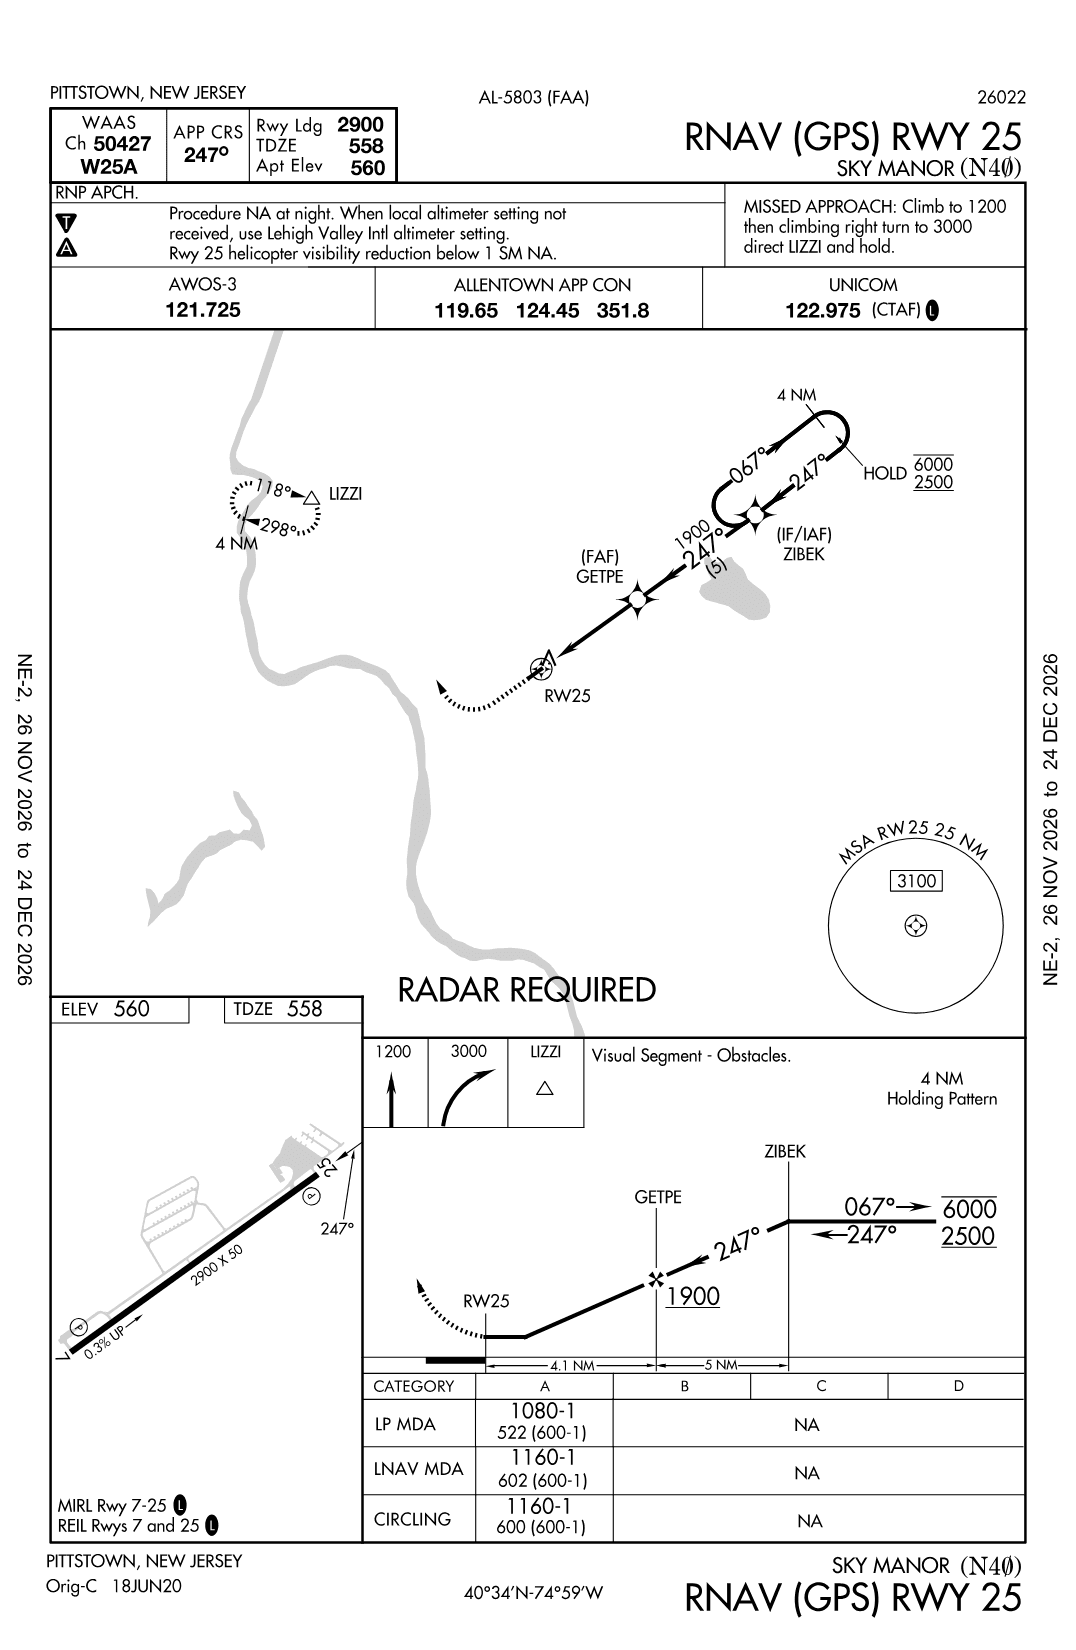 PITTSTOWN, NEW JERSEY
AL-5803 (FAA)
26022
WAAS
Ch 50427
W25A
APP CRS
247°
Rwy Ldg 2900
TDZE 558
Apt Elev 560
RNAV (GPS) RWY 25
SKY MANOR (N40)
RNP APCH.
T
A
Procedure NA at night. When local altimeter setting not
received, use Lehigh Valley Intl altimeter setting.
Rwy 25 helicopter visibility reduction below 1 SM NA.
MISSED APPROACH: Climb to 1200
then climbing right turn to 3000
direct LIZZI and hold.
AWOS-3
121.725
ALLENTOWN APP CON
119.65 124.45 351.8
UNICOM
122.975 (CTAF) L
4 NM
067°
247°
HOLD 6000
2500
118°
LIZZI
298°
4 NM
1900
247°
(5)
(IF/IAF)
ZIBEK
(FAF)
GETPE
RW25
NE-2, 26 NOV 2026 to 24 DEC 2026
NE-2, 26 NOV 2026 to 24 DEC 2026
MSA RW25 25 NM
3100
RADAR REQUIRED
ELEV 560
TDZE 558
25
P
247°
2900 X 50
P
0.3% UP
7
MIRL Rwy 7-25 L
REIL Rwys 7 and 25 L
1200
3000
LIZZI
Visual Segment - Obstacles.
4 NM
Holding Pattern
ZIBEK
GETPE
067°
6000
247°
2500
247°
1900
RW25
4.1 NM
5 NM
CATEGORY A B C D
LP MDA 1080-1 NA
522 (600-1)
LNAV MDA 1160-1 NA
602 (600-1)
CIRCLING 1160-1 NA
600 (600-1)
PITTSTOWN, NEW JERSEY
Orig-C 18JUN20
40°34'N-74°59'W
SKY MANOR (N40)
RNAV (GPS) RWY 25